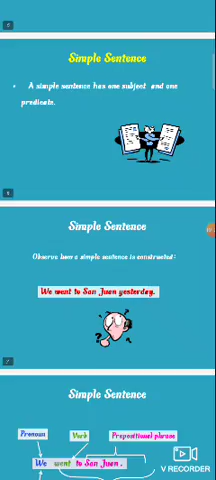 Simple Sentence
• A simple sentence has one subject and one
predicate.
Simple Sentence
Observe how a simple sentence is constructed:
We went to San Juan yesterday.
Simple Sentence
Pronoun
Verb
Prepositional phrase
We went to San Juan .
V RECORDER